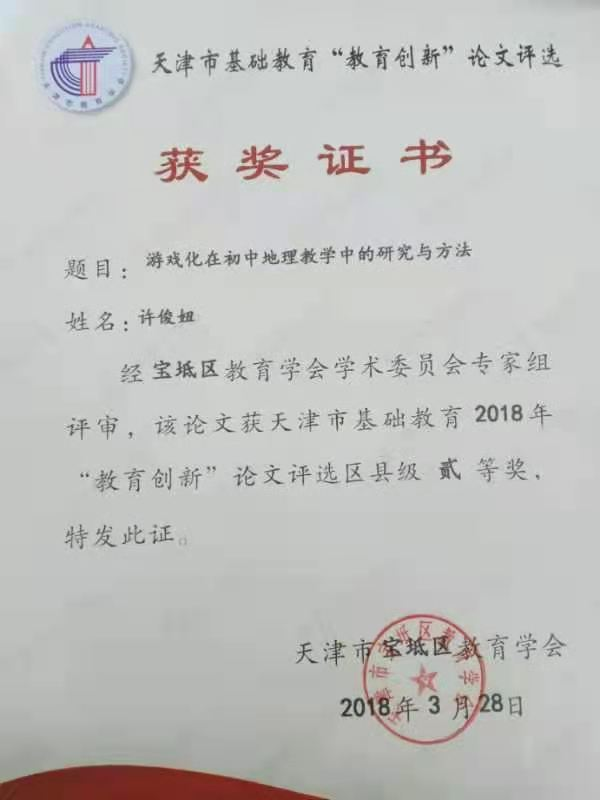 天津市基础教育“教育创新”论文评选
获奖证书
题目：游戏化在初中地理教学中的研究与方法
姓名：许俊妞
经宝坻区教育学会学术委员会专家组
评审，该论文获天津市基础教育2018年
“教育创新”论文评选区县级 贰 等奖，
特发此证。
天津市宝坻区教育学会
2018年3月28日